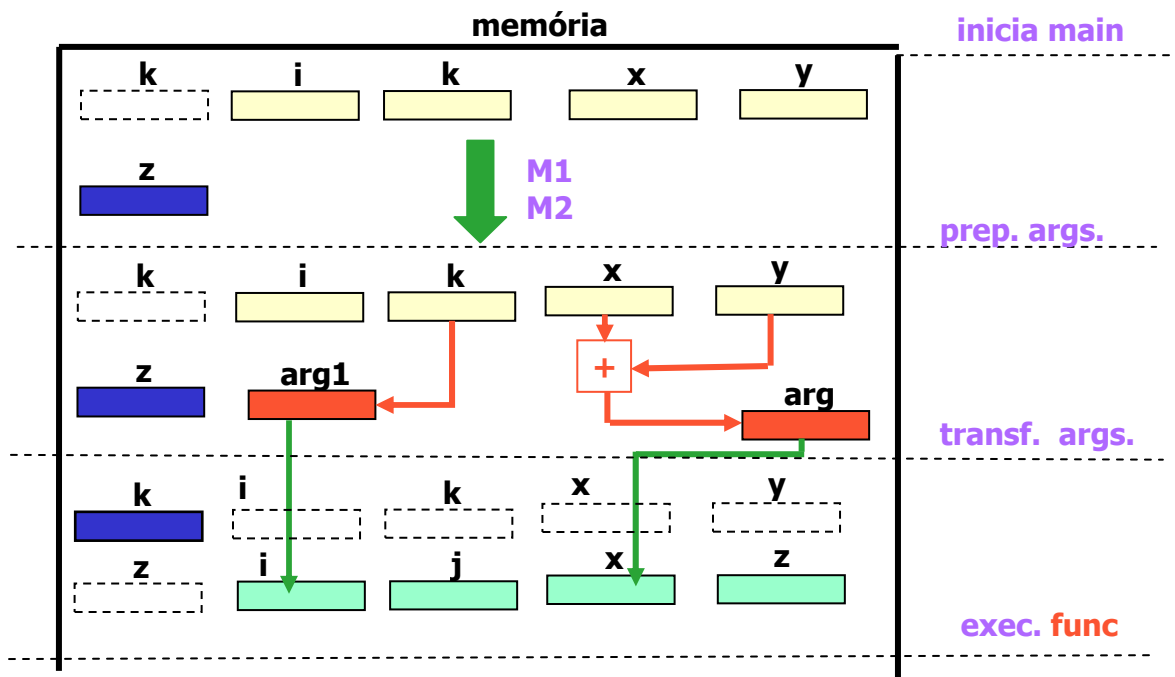 memória
inicia main
k i k x y
z
M1
M2
prep. args.
k i k x y
z
arg1
+
arg
transf. args.
k i k x y
z i j x z
exec. func